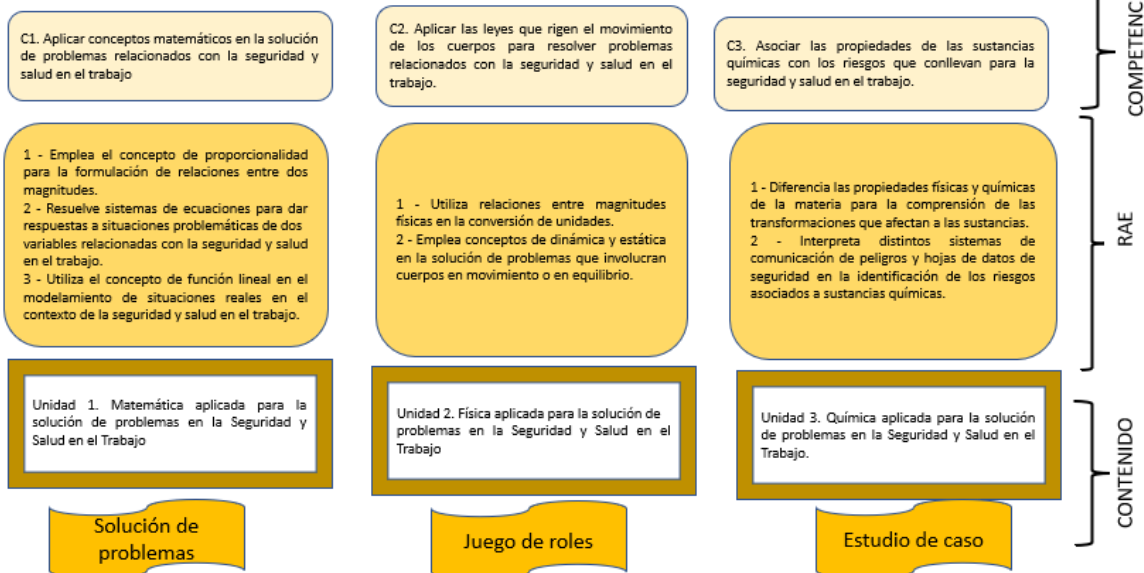 C1. Aplicar conceptos matemáticos en la solución
de problemas relacionados con la seguridad y
salud en el trabajo
C2. Aplicar las leyes que rigen el movimiento
de los cuerpos para resolver problemas
relacionados con la seguridad y salud en el
trabajo.
C3. Asociar las propiedades de las sustancias
químicas con los riesgos que conllevan para la
seguridad y salud en el trabajo.
COMPETENC
1 - Emplea el concepto de proporcionalidad
para la formulación de relaciones entre dos
magnitudes.
2 - Resuelve sistemas de ecuaciones para dar
respuestas a situaciones problemáticas de dos
variables relacionadas con la seguridad y salud
en el trabajo.
3 - Utiliza el concepto de función lineal en el
modelamiento de situaciones reales en el
contexto de la seguridad y salud en el trabajo.
1 - Utiliza relaciones entre magnitudes
físicas en la conversión de unidades.
2 - Emplea conceptos de dinámica y estática
en la solución de problemas que involucran
cuerpos en movimiento o en equilibrio.
1 - Diferencia las propiedades físicas y químicas
de la materia para la comprensión de las
transformaciones que afectan a las sustancias.
2 - Interpreta distintos sistemas de
comunicación de peligros y hojas de datos de
seguridad en la identificación de los riesgos
asociados a sustancias químicas.
RAE
Unidad 1. Matemática aplicada para la
solución de problemas en la Seguridad y
Salud en el Trabajo
Unidad 2. Física aplicada para la solución de
problemas en la Seguridad y Salud en el
Trabajo
Unidad 3. Química aplicada para la solución
de problemas en la Seguridad y Salud en el
Trabajo.
CONTENIDO
Solución de
problemas
Juego de roles
Estudio de caso